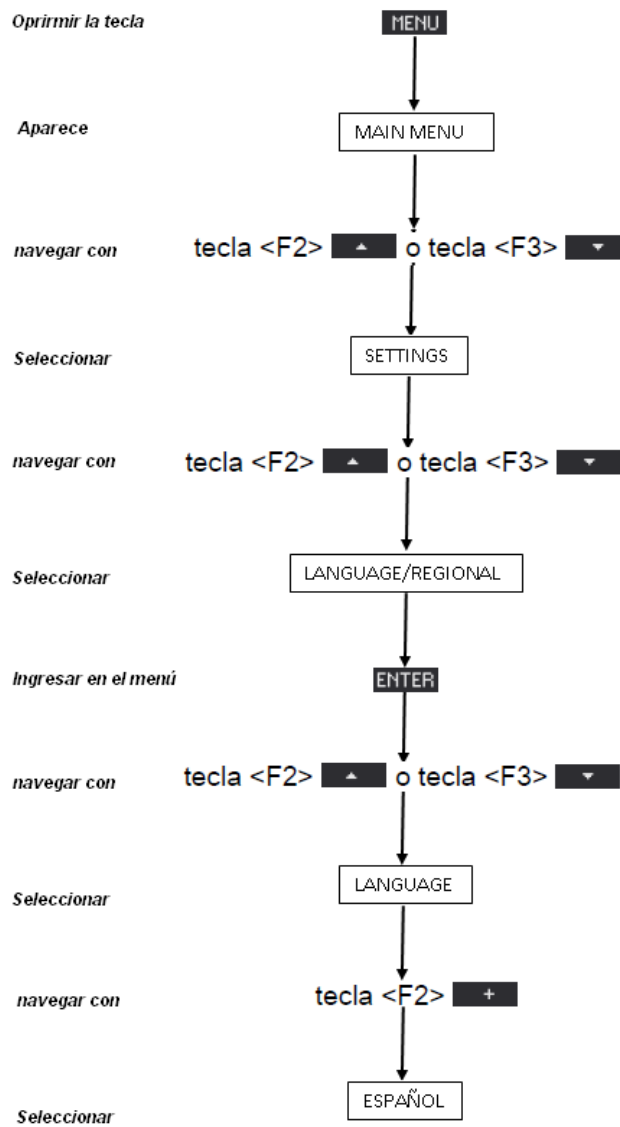 Oprirmir la tecla MENU
Aparece MAIN MENU
navegar con tecla <F2> o tecla <F3>
Seleccionar SETTINGS
navegar con tecla <F2> o tecla <F3>
Seleccionar LANGUAGE/REGIONAL
Ingresar en el menú ENTER
navegar con tecla <F2> o tecla <F3>
Seleccionar LANGUAGE
navegar con tecla <F2> +
Seleccionar ESPAÑOL